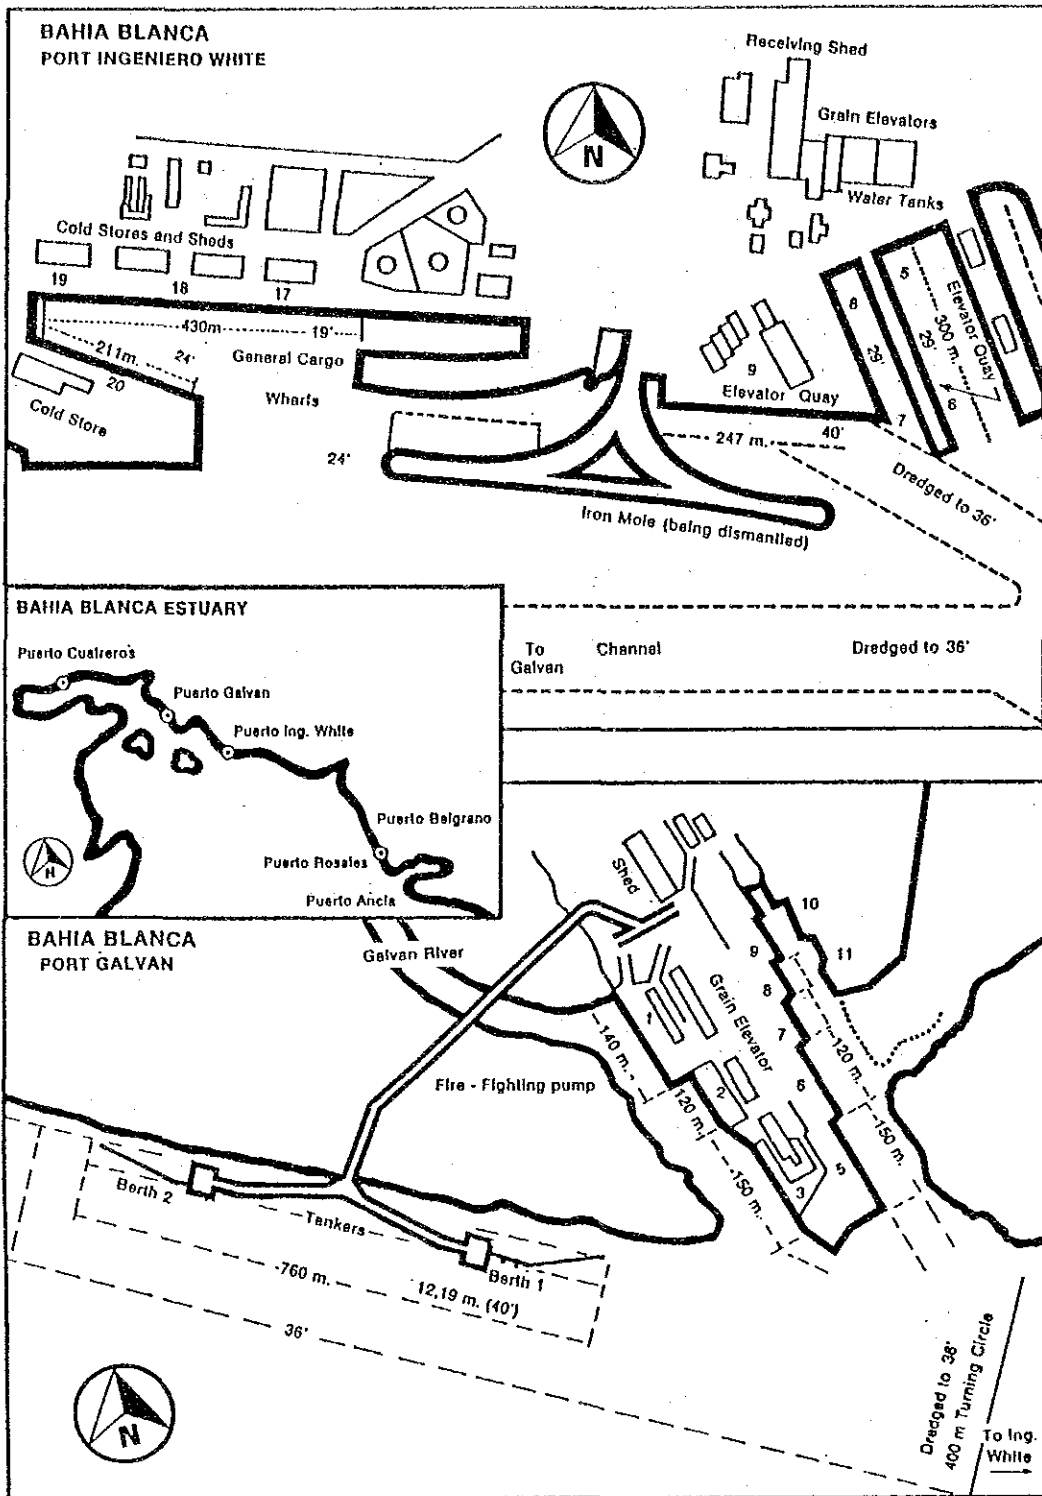 BAHIA BLANCA
PORT INGENIERO WHITE
Receiving Shed
Grain Elevators
Water Tanks
N
Cold Stores and Sheds
19
18
17
430m
19'
211m.
24'
20
Cold Store
General Cargo
Wharfs
24'
9
Elevator Quay
247 m.
40'
8
29'
7
5
29'
300 m.
6
Elevator Quay
Dredged to 36'
Iron Mole (being dismantled)
To
Galvan
Channel
Dredged to 36'
BAHIA BLANCA ESTUARY
Puerto Cuatreros
Puerto Galvan
Puerto Ing. White
Puerto Belgrano
Puerto Rosales
Puerto Ancla
N
BAHIA BLANCA
PORT GALVAN
Galvan River
Shed
10
11
9
8
7
6
5
Grain Elevator
1
2
3
140 m.
120 m.
150 m.
120 m.
150 m.
Fire - Fighting pump
Berth 2
Tankers
Berth 1
760 m.
12,19 m. (40')
36'
N
Dredged to 36'
400 m Turning Circle
To Ing.
White